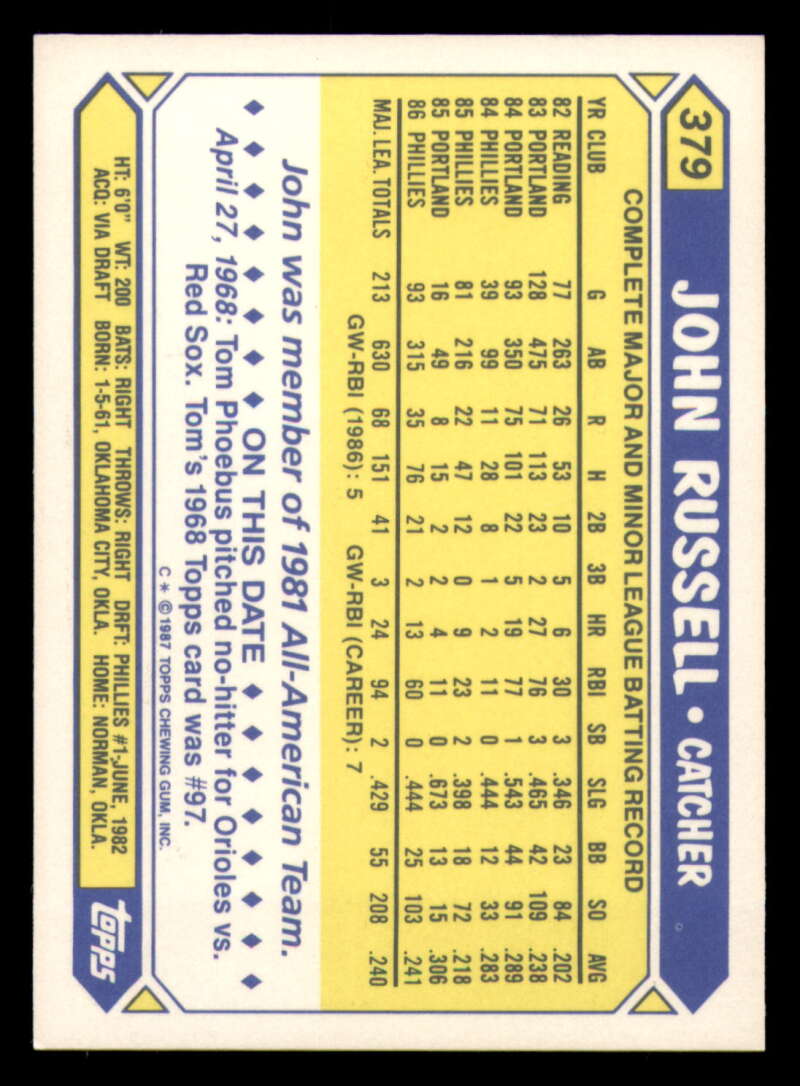 379
JOHN RUSSELL • CATCHER
COMPLETE MAJOR AND MINOR LEAGUE BATTING RECORD
YR CLUB G AB R H 2B 3B HR RBI SB SLG BB SO AVG
82 READING 77 263 26 53 10 5 6 30 3 .346 23 84 .202
83 PORTLAND 128 475 71 113 23 2 27 76 3 .465 42 109 .238
84 PORTLAND 93 350 75 101 22 5 19 77 1 .543 44 91 .289
84 PHILLIES 39 99 11 28 8 1 2 11 0 .444 12 33 .283
85 PHILLIES 81 216 22 47 12 0 9 23 2 .398 18 72 .218
85 PORTLAND 16 49 8 15 2 2 4 11 0 .673 13 15 .306
86 PHILLIES 93 315 35 76 21 2 13 60 0 .444 25 103 .241
MAJ. LEA. TOTALS 213 630 68 151 41 3 24 94 2 .429 55 208 .240
GW-RBI (1986): 5 GW-RBI (CAREER): 7
John was member of 1981 All-American Team.
◆ ◆ ◆ ◆ ◆ ◆ ◆ ON THIS DATE ◆ ◆ ◆ ◆ ◆ ◆ ◆ ◆
April 27, 1968: Tom Phoebus pitched no-hitter for Orioles vs.
Red Sox. Tom's 1968 Topps card was #97.
C * ©1987 TOPPS CHEWING GUM, INC.
HT: 6'0" WT: 200 BATS: RIGHT THROWS: RIGHT DRFT: PHILLIES #1-JUNE, 1982
ACQ: VIA DRAFT BORN: 1-5-61, OKLAHOMA CITY, OKLA. HOME: NORMAN, OKLA.
topps